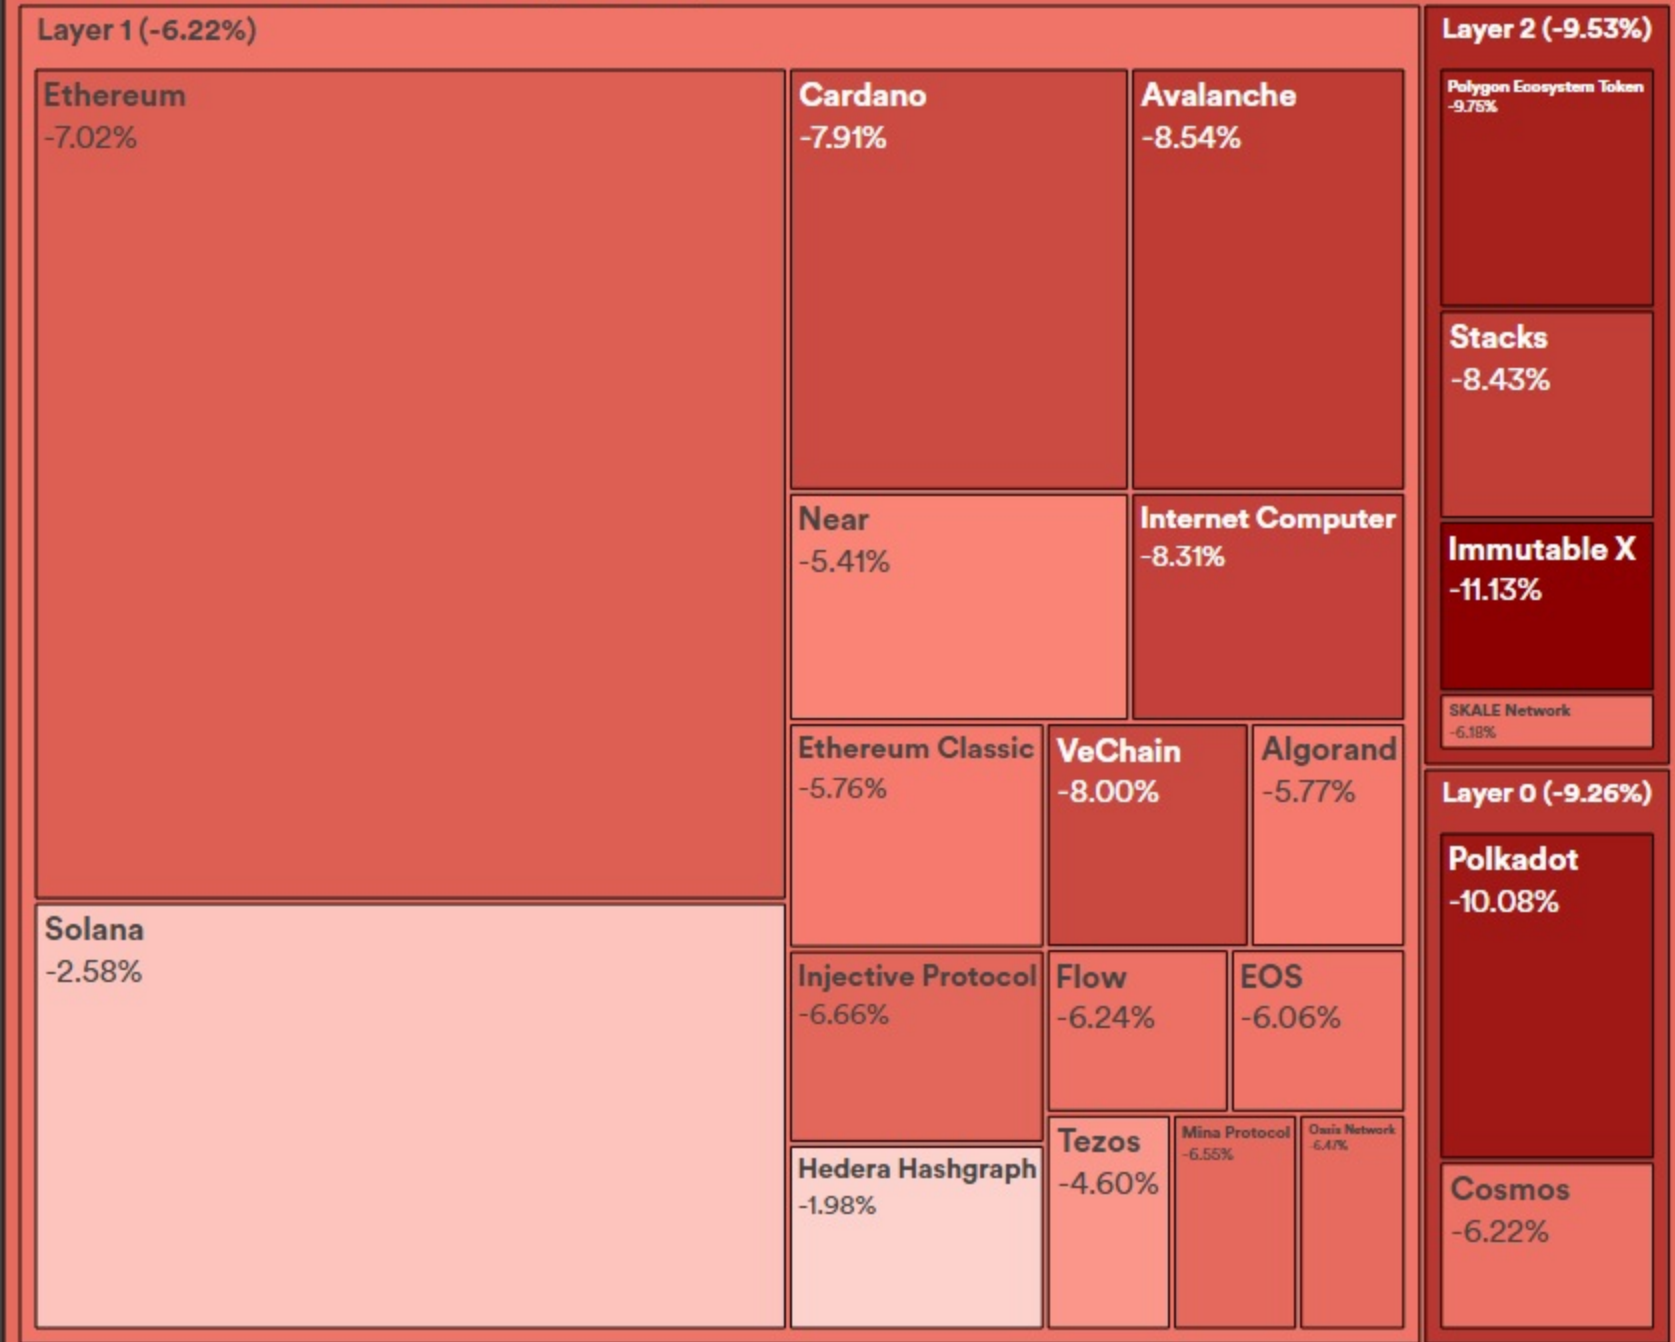 Layer 1 (-6.22%)
Ethereum
-7.02%
Solana
-2.58%
Cardano
-7.91%
Avalanche
-8.54%
Near
-5.41%
Internet Computer
-8.31%
Ethereum Classic
-5.76%
VeChain
-8.00%
Algorand
-5.77%
Injective Protocol
-6.66%
Flow
-6.24%
EOS
-6.06%
Hedera Hashgraph
-1.98%
Tezos
-4.60%
Mina Protocol
-6.55%
Oasis Network
-6.47%
Layer 2 (-9.53%)
Polygon Ecosystem Token
-9.75%
Stacks
-8.43%
Immutable X
-11.13%
SKALE Network
-6.18%
Layer 0 (-9.26%)
Polkadot
-10.08%
Cosmos
-6.22%